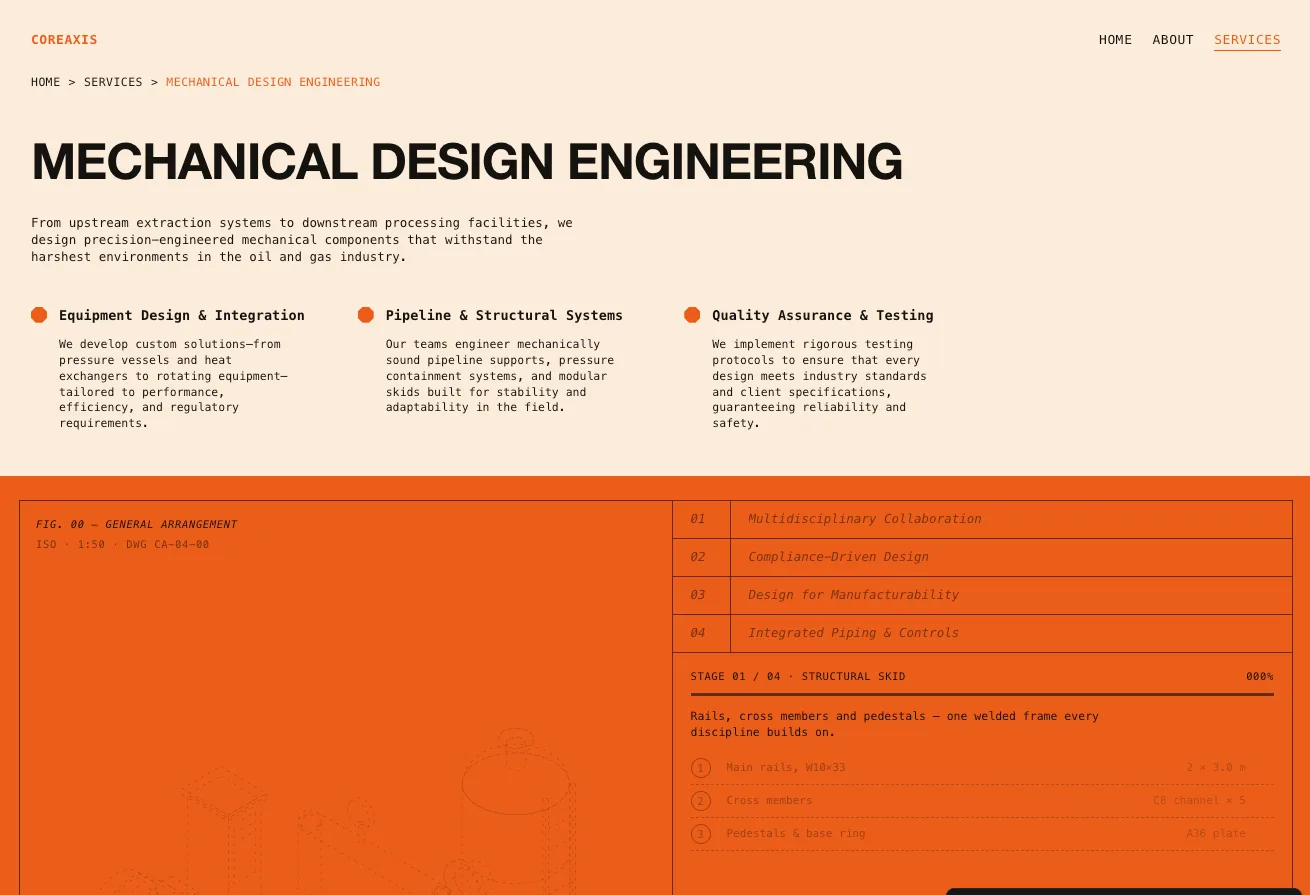 COREAXIS
HOME ABOUT SERVICES
HOME > SERVICES > MECHANICAL DESIGN ENGINEERING
MECHANICAL DESIGN ENGINEERING
From upstream extraction systems to downstream processing facilities, we
design precision-engineered mechanical components that withstand the
harshest environments in the oil and gas industry.
Equipment Design & Integration
We develop custom solutions—from
pressure vessels and heat
exchangers to rotating equipment—
tailored to performance,
efficiency, and regulatory
requirements.
Pipeline & Structural Systems
Our teams engineer mechanically
sound pipeline supports, pressure
containment systems, and modular
skids built for stability and
adaptability in the field.
Quality Assurance & Testing
We implement rigorous testing
protocols to ensure that every
design meets industry standards
and client specifications,
guaranteeing reliability and
safety.
FIG. 00 — GENERAL ARRANGEMENT
ISO · 1:50 · DWG CA-04-00
01 Multidisciplinary Collaboration
02 Compliance-Driven Design
03 Design for Manufacturability
04 Integrated Piping & Controls
STAGE 01 / 04 · STRUCTURAL SKID 000%
Rails, cross members and pedestals — one welded frame every
discipline builds on.
1 Main rails, W10×33 2 × 3.0 m
2 Cross members C8 channel × 5
3 Pedestals & base ring A36 plate